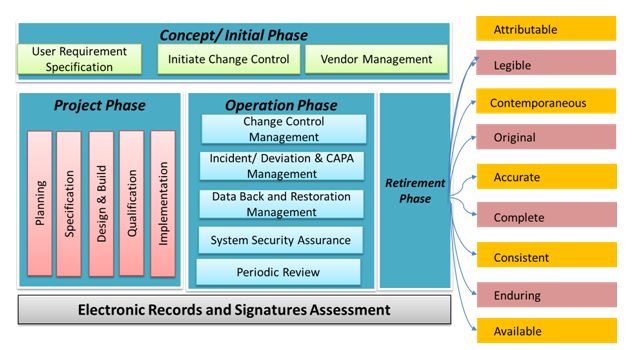 Concept/ Initial Phase
User Requirement
Specification
Initiate Change Control
Vendor Management
Project Phase
Planning
Specification
Design & Build
Qualification
Implementation
Operation Phase
Change Control
Management
Incident/ Deviation & CAPA
Management
Data Back and Restoration
Management
System Security Assurance
Periodic Review
Retirement
Phase
Electronic Records and Signatures Assessment
Attributable
Legible
Contemporaneous
Original
Accurate
Complete
Consistent
Enduring
Available